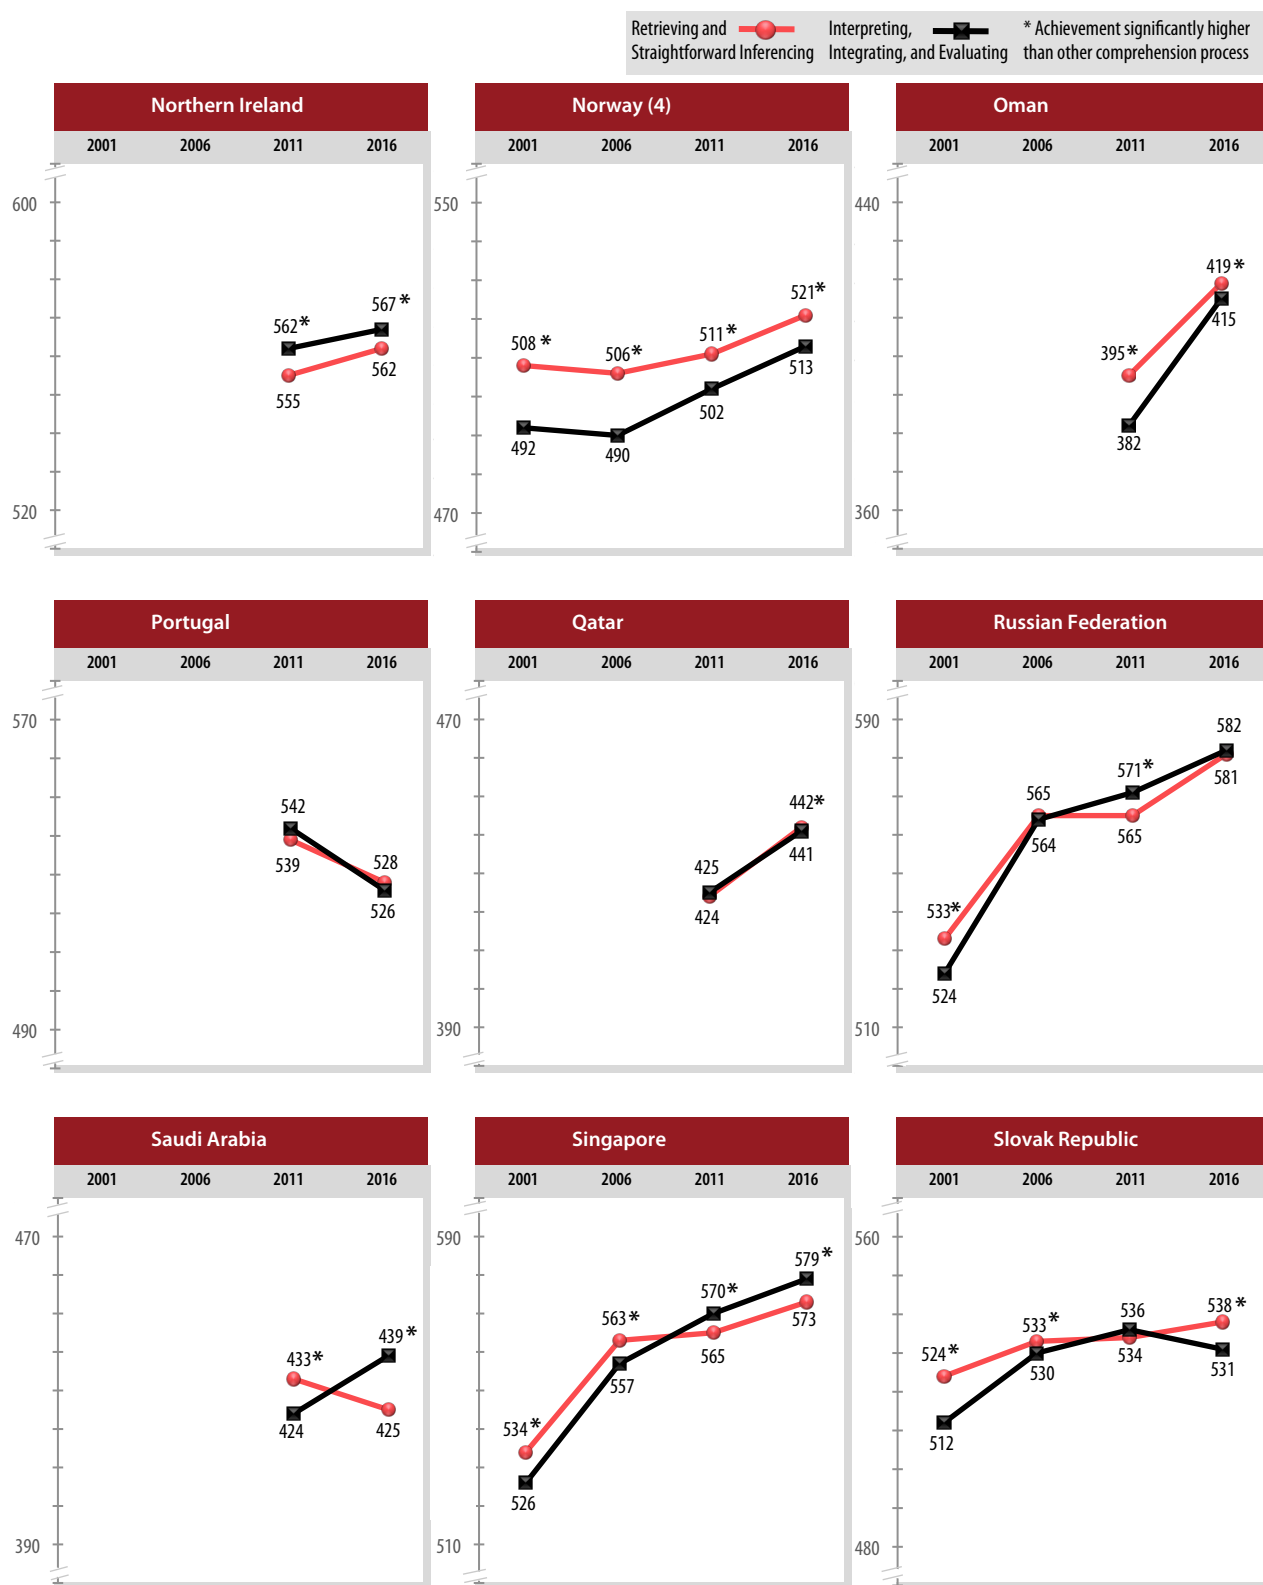 Retrieving and
Straightforward Inferencing
Interpreting,
Integrating, and Evaluating
* Achievement significantly higher
than other comprehension process
Northern Ireland
2001 2006 2011 2016
600
562*
567*
555
562
520
Norway (4)
2001 2006 2011 2016
550
508*
506*
511*
521*
492
490
502
513
470
Oman
2001 2006 2011 2016
440
419*
415
395*
382
360
Portugal
2001 2006 2011 2016
570
542
539
528
526
490
Qatar
2001 2006 2011 2016
470
442*
441
425
424
390
Russian Federation
2001 2006 2011 2016
590
582
581
571*
565
565
564
533*
524
510
Saudi Arabia
2001 2006 2011 2016
470
439*
433*
424
425
390
Singapore
2001 2006 2011 2016
590
579*
570*
573
563*
565
557
534*
526
510
Slovak Republic
2001 2006 2011 2016
560
538*
536
533*
524*
534
530
531
512
480